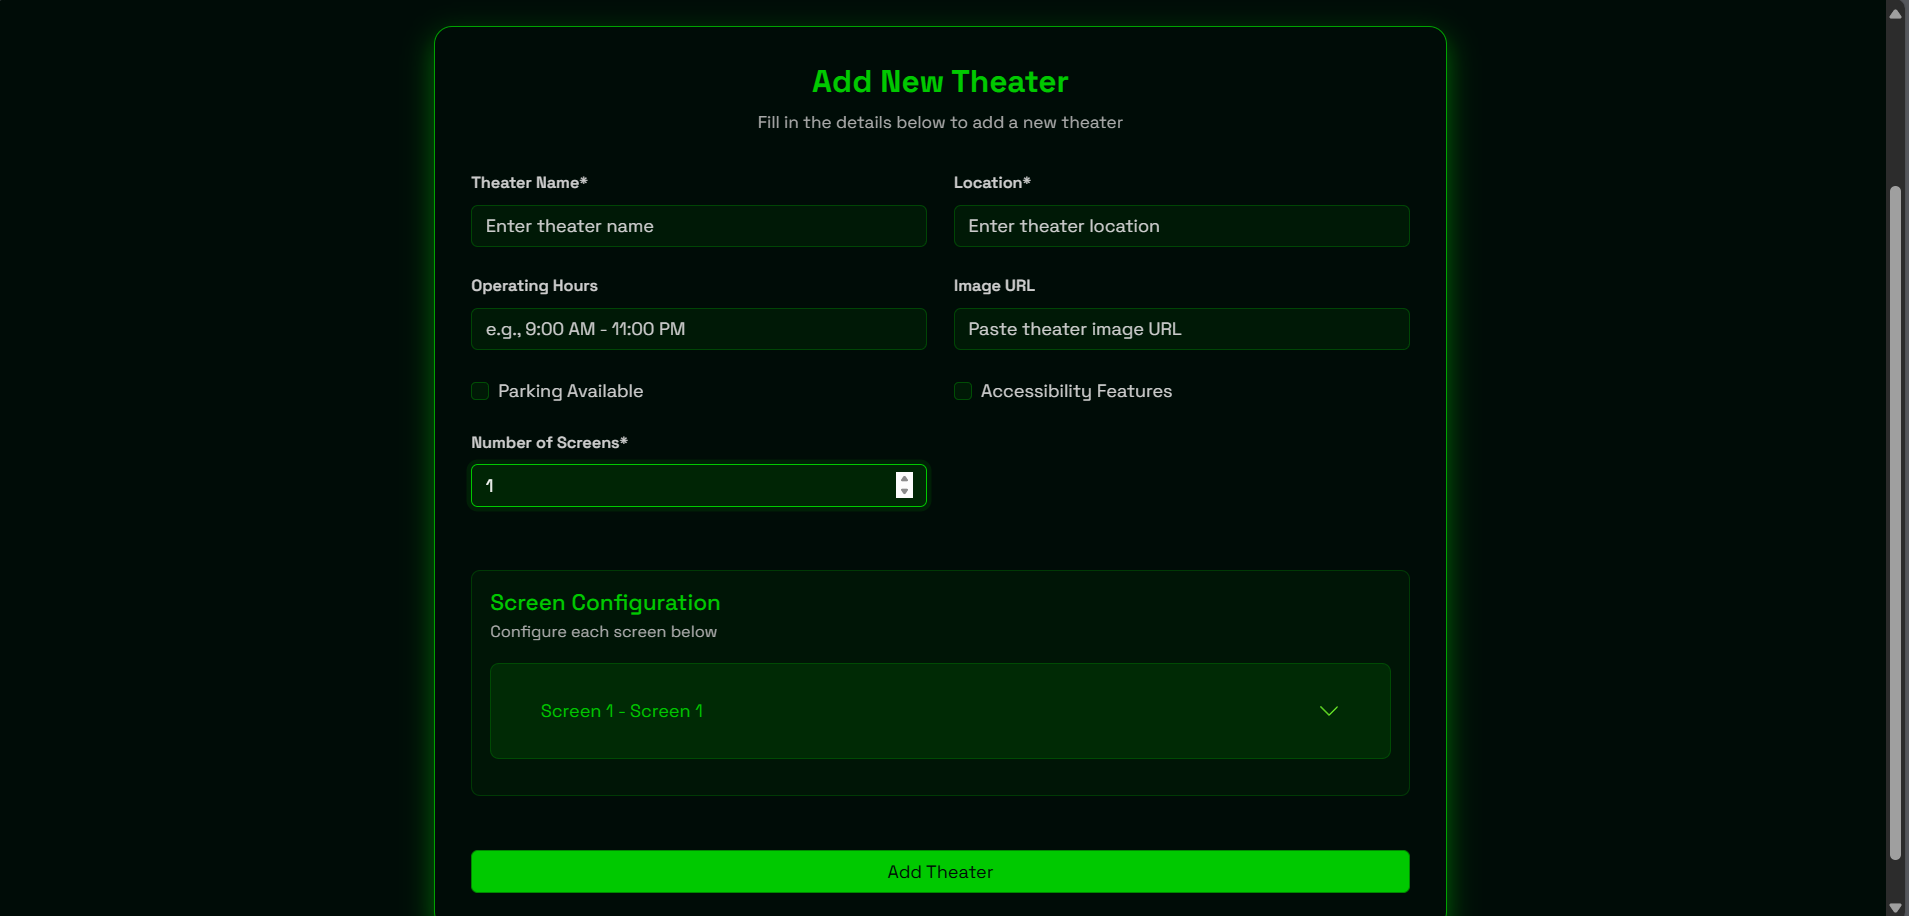 Add New Theater
Fill in the details below to add a new theater
Theater Name*
Location*
Enter theater name
Enter theater location
Operating Hours
Image URL
e.g., 9:00 AM - 11:00 PM
Paste theater image URL
Parking Available
Accessibility Features
Number of Screens*
1
Screen Configuration
Configure each screen below
Screen 1 - Screen 1
Add Theater